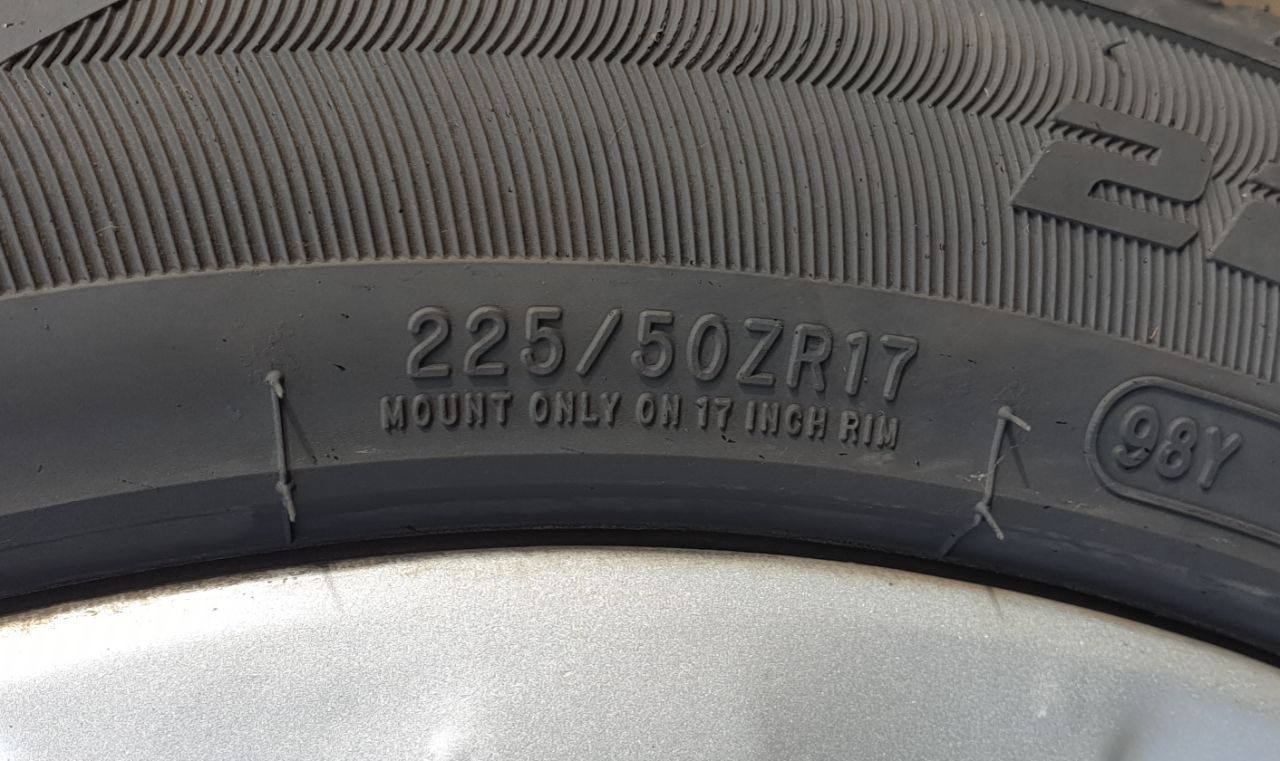 225/50ZR17
MOUNT ONLY ON 17 INCH RIM
98Y